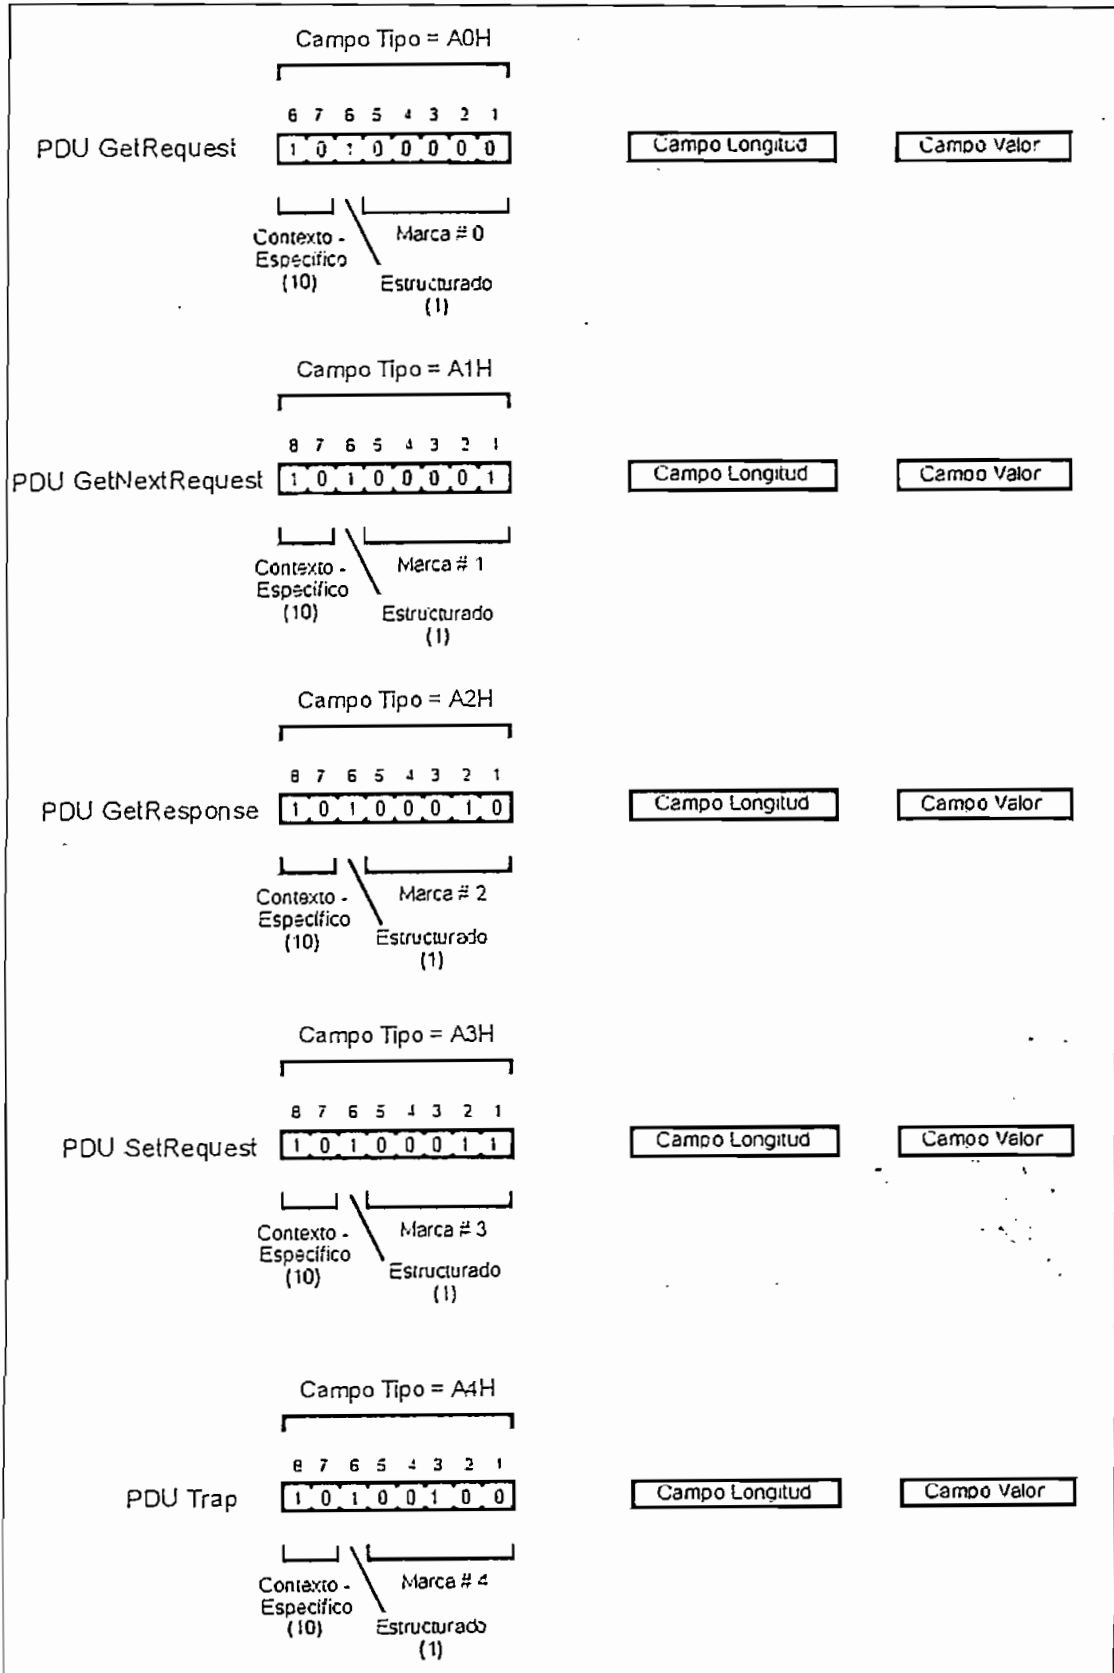 Campo Tipo = A0H
8 7 6 5 4 3 2 1
PDU GetRequest 1 0 1 0 0 0 0 0 Campo Longitud Campo Valor
Contexto - Específico (10) Marca # 0
Estructurado (1)
Campo Tipo = A1H
8 7 6 5 4 3 2 1
PDU GetNextRequest 1 0 1 0 0 0 0 1 Campo Longitud Campo Valor
Contexto - Específico (10) Marca # 1
Estructurado (1)
Campo Tipo = A2H
8 7 6 5 4 3 2 1
PDU GetResponse 1 0 1 0 0 0 1 0 Campo Longitud Campo Valor
Contexto - Específico (10) Marca # 2
Estructurado (1)
Campo Tipo = A3H
8 7 6 5 4 3 2 1
PDU SetRequest 1 0 1 0 0 0 1 1 Campo Longitud Campo Valor
Contexto - Específico (10) Marca # 3
Estructurado (1)
Campo Tipo = A4H
8 7 6 5 4 3 2 1
PDU Trap 1 0 1 0 0 1 0 0 Campo Longitud Campo Valor
Contexto - Específico (10) Marca # 4
Estructurado (1)